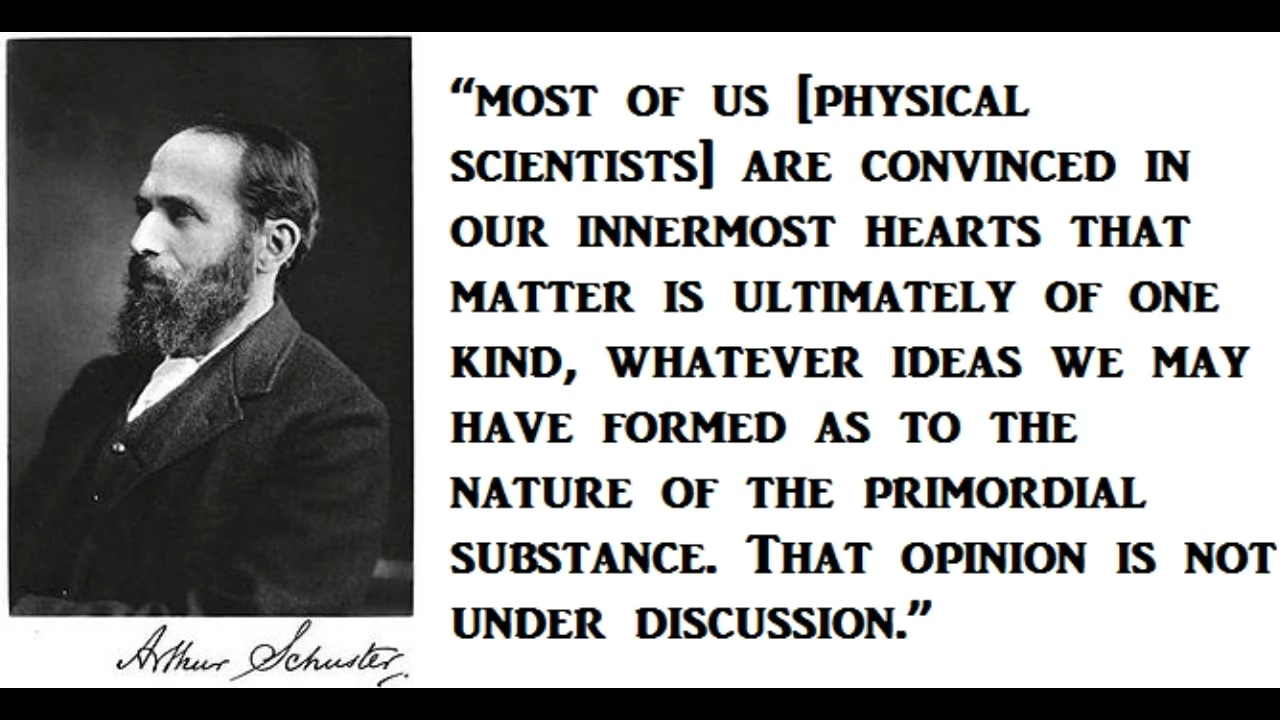 “MOST OF US [PHYSICAL
SCIENTISTS] ARE CONVINCED IN
OUR INNERMOST HEARTS THAT
MATTER IS ULTIMATELY OF ONE
KIND, WHATEVER IDEAS WE MAY
HAVE FORMED AS TO THE
NATURE OF THE PRIMORDIAL
SUBSTANCE. THAT OPINION IS NOT
UNDER DISCUSSION.”
Arthur Schuster.